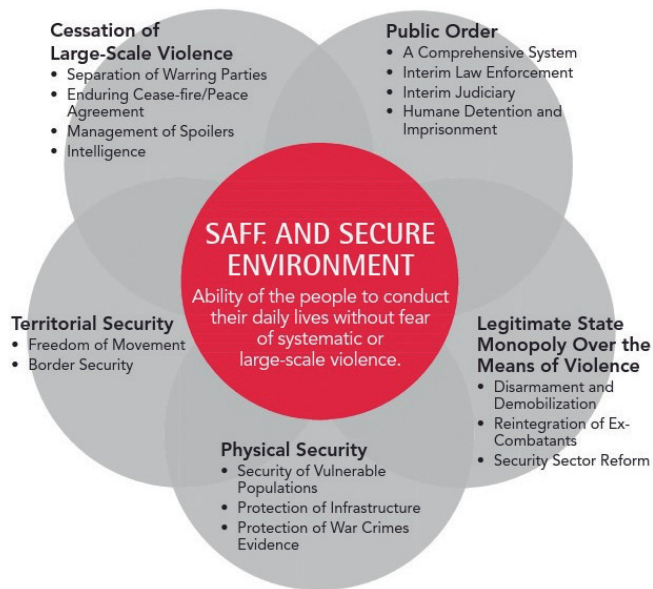 Cessation of
Large-Scale Violence
• Separation of Warring Parties
• Enduring Cease-fire/Peace
Agreement
• Management of Spoilers
• Intelligence
Public Order
• A Comprehensive System
• Interim Law Enforcement
• Interim Judiciary
• Humane Detention and
Imprisonment
SAFF. AND SECURE
ENVIRONMENT
Ability of the people to conduct
their daily lives without fear
of systematic or
large-scale violence.
Territorial Security
• Freedom of Movement
• Border Security
Legitimate State
Monopoly Over the
Means of Violence
• Disarmament and
Demobilization
• Reintegration of Ex-
Combatants
• Security Sector Reform
Physical Security
• Security of Vulnerable
Populations
• Protection of Infrastructure
• Protection of War Crimes
Evidence